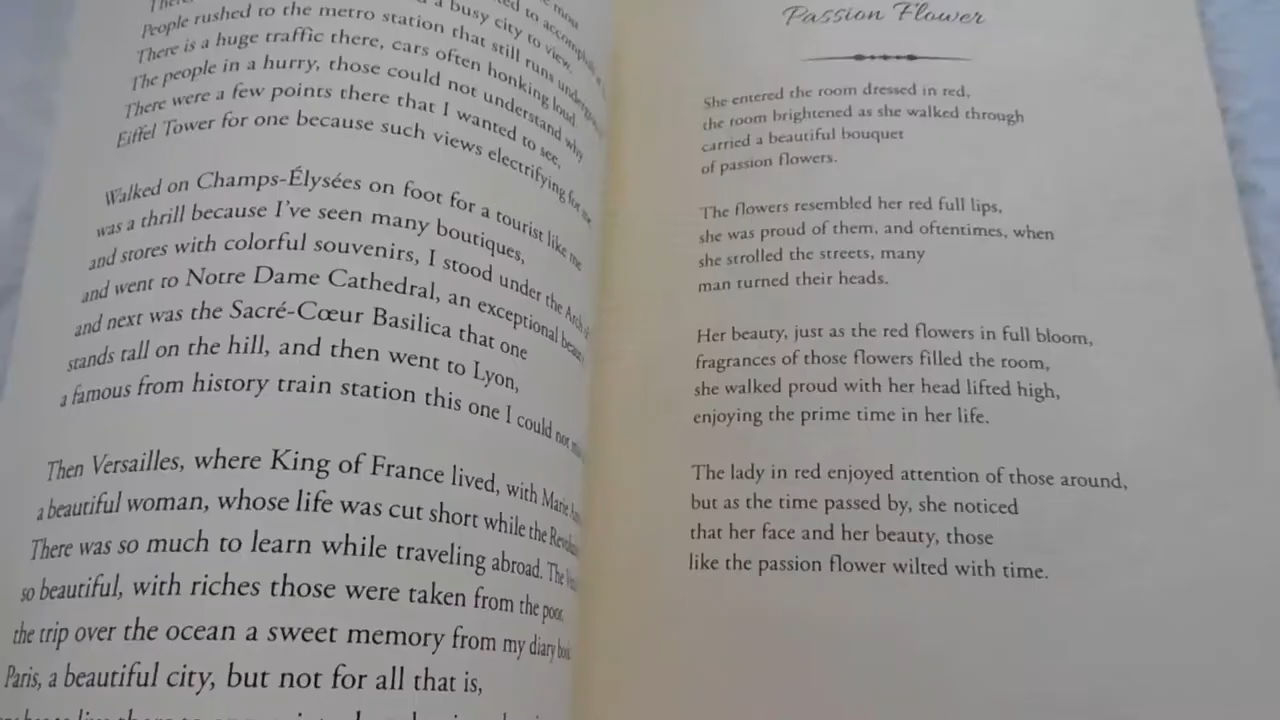 a busy city to view.
People rushed to the metro station that still runs
There is a huge traffic there, cars often honking loud.
The people in a hurry, those could not understand why
There were a few points there that I wanted to see,
Eiffel Tower for one because such views electrifying for me
Walked on Champs-Élysées on foot for a tourist like me
was a thrill because I've seen many boutiques,
and stores with colorful souvenirs, I stood under the Arch
and went to Notre Dame Cathedral, an exceptional
and next was the Sacré-Cœur Basilica that one
stands tall on the hill, and then went to Lyon,
a famous from history train station this one I could not
Then Versailles, where King of France lived, with Marie
a beautiful woman, whose life was cut short while the
There was so much to learn while traveling abroad. The
so beautiful, with riches those were taken from the poor,
the trip over the ocean a sweet memory from my diary
Paris, a beautiful city, but not for all that is,
Passion Flower
She entered the room dressed in red,
the room brightened as she walked through
carried a beautiful bouquet
of passion flowers.
The flowers resembled her red full lips,
she was proud of them, and oftentimes, when
she strolled the streets, many
man turned their heads.
Her beauty, just as the red flowers in full bloom,
fragrances of those flowers filled the room,
she walked proud with her head lifted high,
enjoying the prime time in her life.
The lady in red enjoyed attention of those around,
but as the time passed by, she noticed
that her face and her beauty, those
like the passion flower wilted with time.